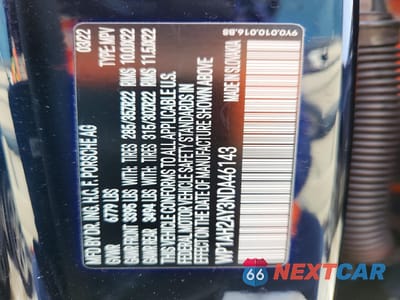 MFD BY DR. ING. H.C. F. PORSCHE AG
03/22
GVWR 6779 LBS
TYPE: MPV
GAWR FRONT 3395 LBS WITH TIRES 285/35ZR22 RIMS 10.0JX22
GAWR REAR 3894 LBS WITH TIRES 315/30ZR22 RIMS 11.5JX22
THIS VEHICLE CONFORMS TO ALL APPLICABLE U.S.
FEDERAL MOTOR VEHICLE SAFETY STANDARDS IN EFFECT
ON THE DATE OF MANUFACTURE SHOWN ABOVE
WP1AH2AY3NDA46143
MADE IN SLOVAKIA
9Y0.010.016.BS
66
NEXTCAR